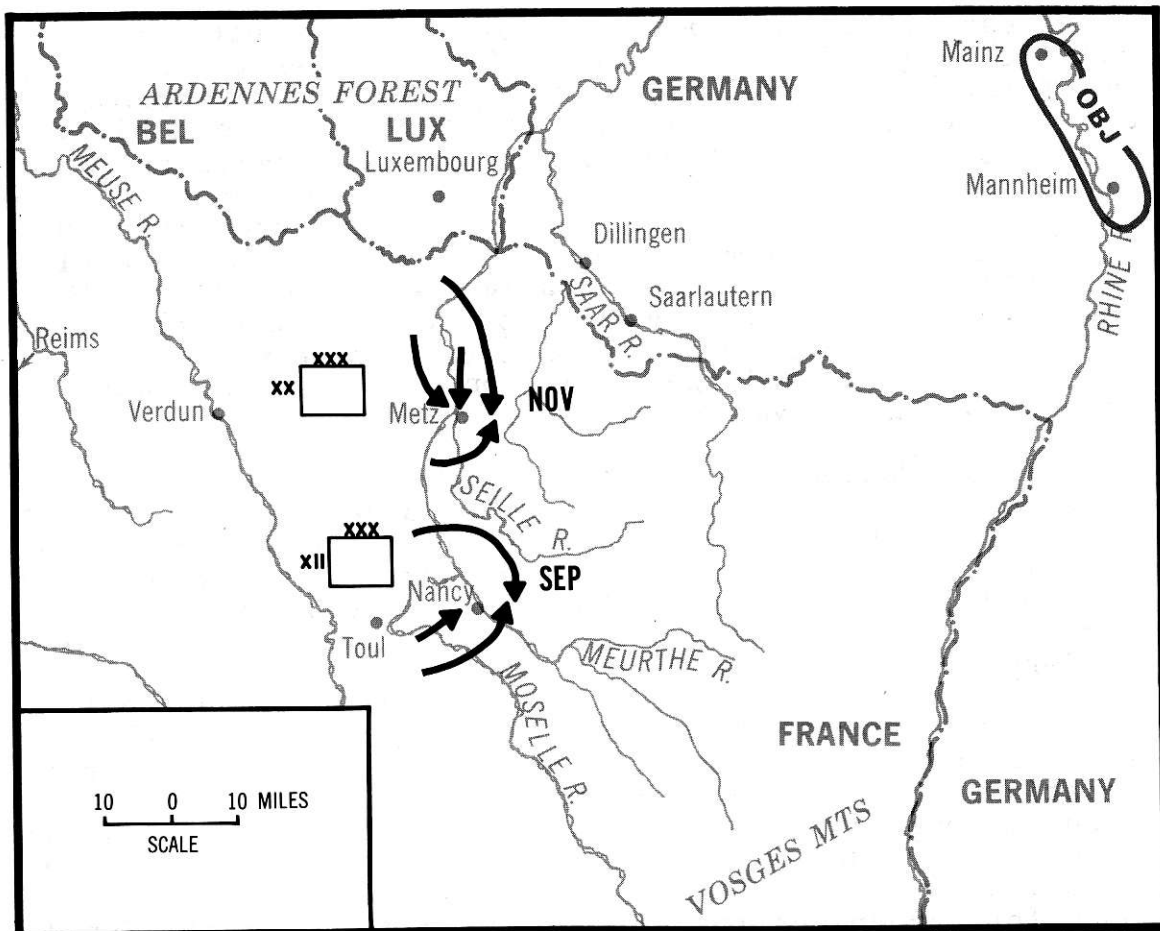 Mainz
ARDENNES FOREST
GERMANY
BEL
LUX
OBJ
Luxembourg
MEUSE R.
Mannheim
Dillingen
RHINE R.
SAAR R.
Saarlautern
Reims
XXX
XX
Verdun
Metz
NOV
SEILLE R.
XXX
XII
SEP
Nancy
Toul
MEURTHE R.
MOSELLE R.
FRANCE
GERMANY
VOSGES MTS
10 0 10 MILES
SCALE